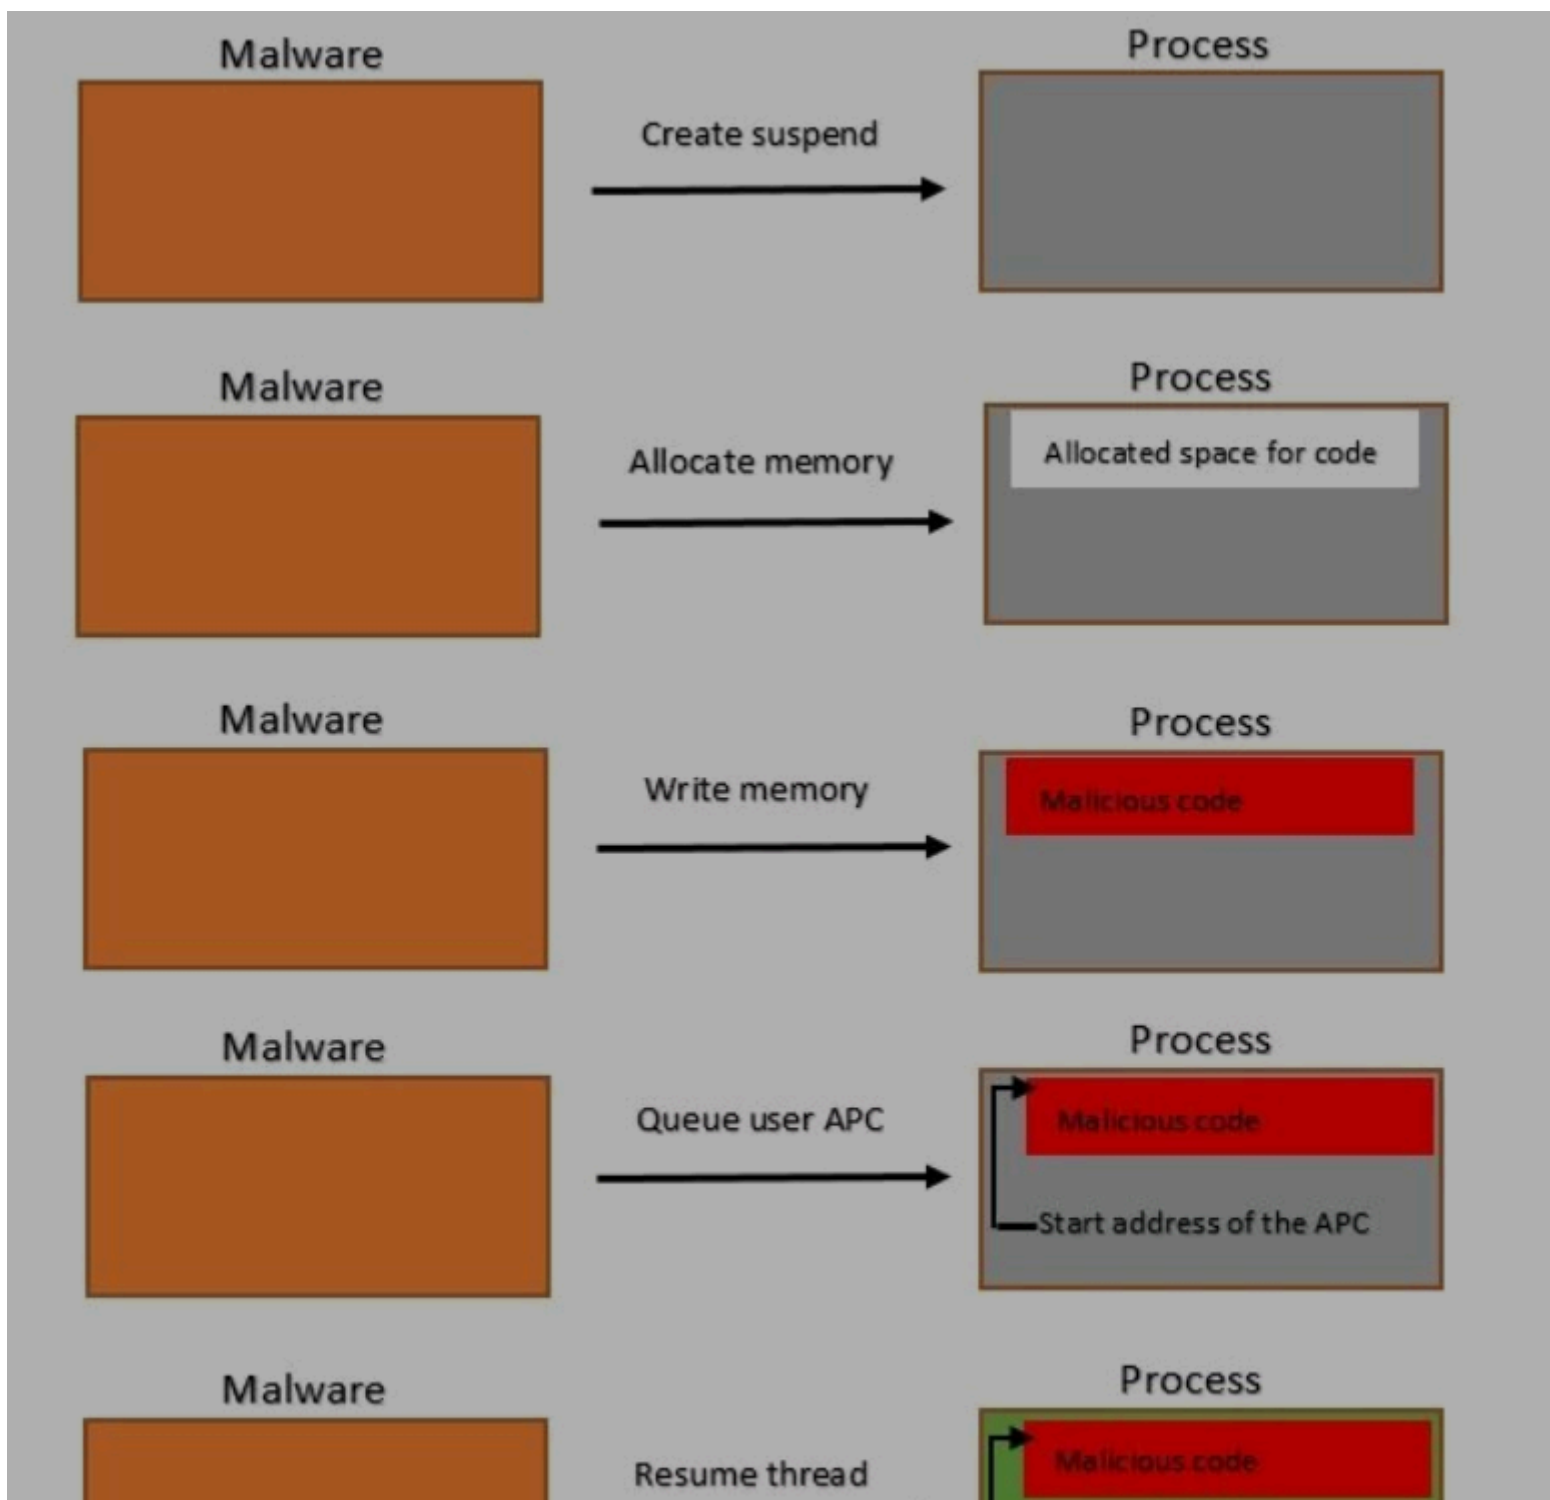 Malware
Process
Create suspend
Malware
Process
Allocate memory
Allocated space for code
Malware
Process
Write memory
Malicious code
Malware
Process
Queue user APC
Malicious code
Start address of the APC
Malware
Process
Resume thread
Malicious code